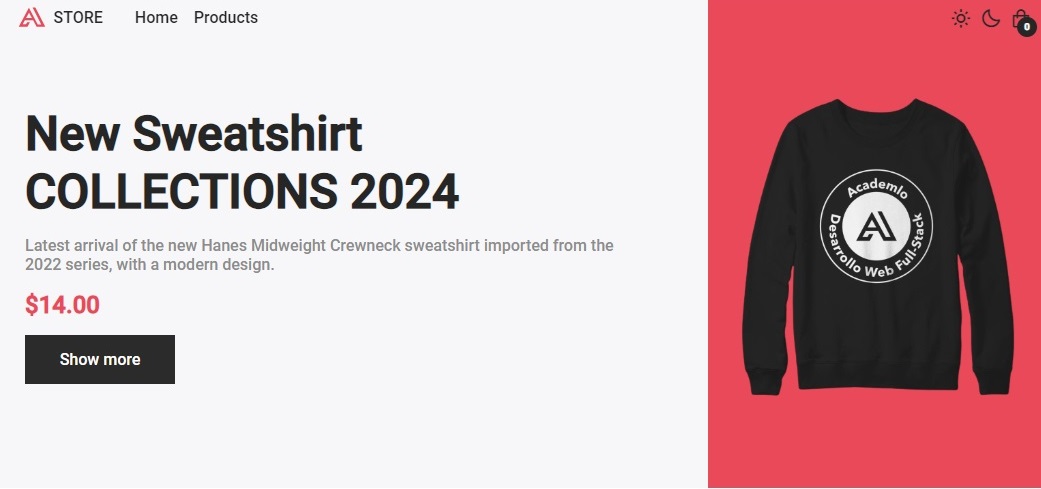 STORE Home Products
0
New Sweatshirt
COLLECTIONS 2024
Latest arrival of the new Hanes Midweight Crewneck sweatshirt imported from the
2022 series, with a modern design.
$14.00
Show more
Academlo
Desarrollo Web Full-Stack